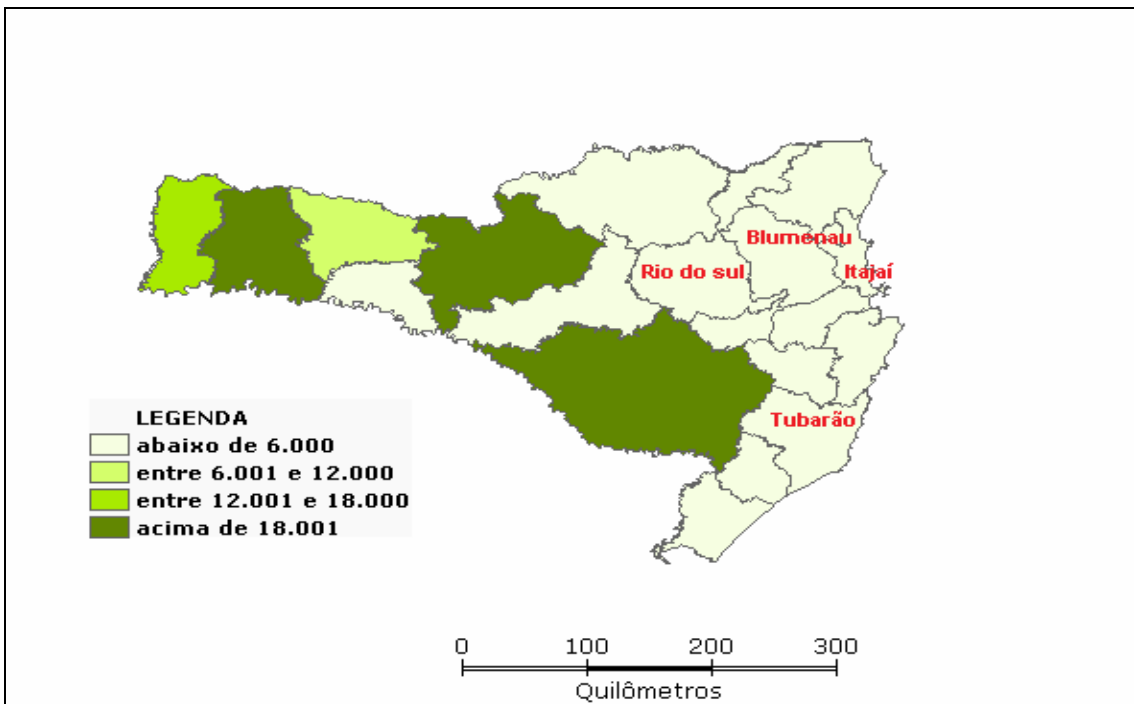 Blumenau
Rio do sul
Itajaí
Tubarão
LEGENDA
abaixo de 6.000
entre 6.001 e 12.000
entre 12.001 e 18.000
acima de 18.001
0 100 200 300
Quilômetros